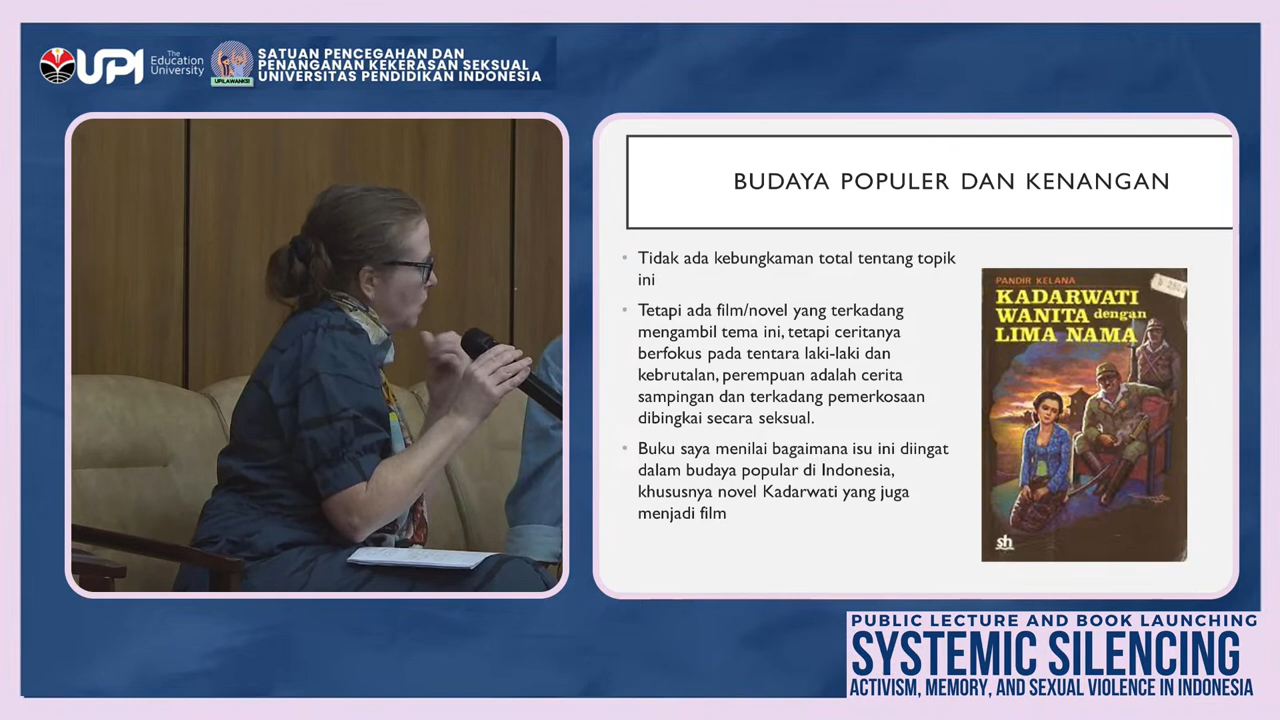 UPI
The
Education
University
UPILAWANKS!
SATUAN PENCEGAHAN DAN
PENANGANAN KEKERASAN SEKSUAL
UNIVERSITAS PENDIDIKAN INDONESIA
BUDAYA POPULER DAN KENANGAN
• Tidak ada kebungkaman total tentang topik
ini
• Tetapi ada film/novel yang terkadang
mengambil tema ini, tetapi ceritanya
berfokus pada tentara laki-laki dan
kebrutalan, perempuan adalah cerita
sampingan dan terkadang pemerkosaan
dibingkai secara seksual.
• Buku saya menilai bagaimana isu ini diingat
dalam budaya popular di Indonesia,
khususnya novel Kadarwati yang juga
menjadi film
PANDIR KELANA
KADARWATI
WANITA dengan
LIMA NAMA
sh
PUBLIC LECTURE AND BOOK LAUNCHING
SYSTEMIC SILENCING
ACTIVISM, MEMORY, AND SEXUAL VIOLENCE IN INDONESIA